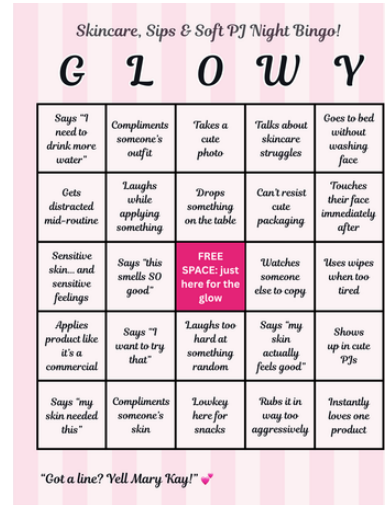 Skincare, Sips & Soft PJ Night Bingo!
G L O W Y
Says "I
need to
drink more
water"
Compliments
someone's
outfit
Takes a
cute
photo
Talks about
skincare
struggles
Goes to bed
without
washing
face
Gets
distracted
mid-routine
Laughs
while
applying
something
Drops
something
on the table
Can't resist
cute
packaging
Touches
their face
immediately
after
Sensitive
skin... and
sensitive
feelings
Says "this
smells SO
good"
FREE
SPACE: just
here for the
glow
Watches
someone
else to copy
Uses wipes
when too
tired
Applies
product like
it's a
commercial
Says "I
want to try
that"
Laughs too
hard at
something
random
Says "my
skin
actually
feels good"
Shows
up in cute
PJs
Says "my
skin needed
this"
Compliments
someone's
skin
Lowkey
here for
snacks
Rubs it in
way too
aggressively
Instantly
loves one
product
"Got a line? Yell Mary Kay!" 💕